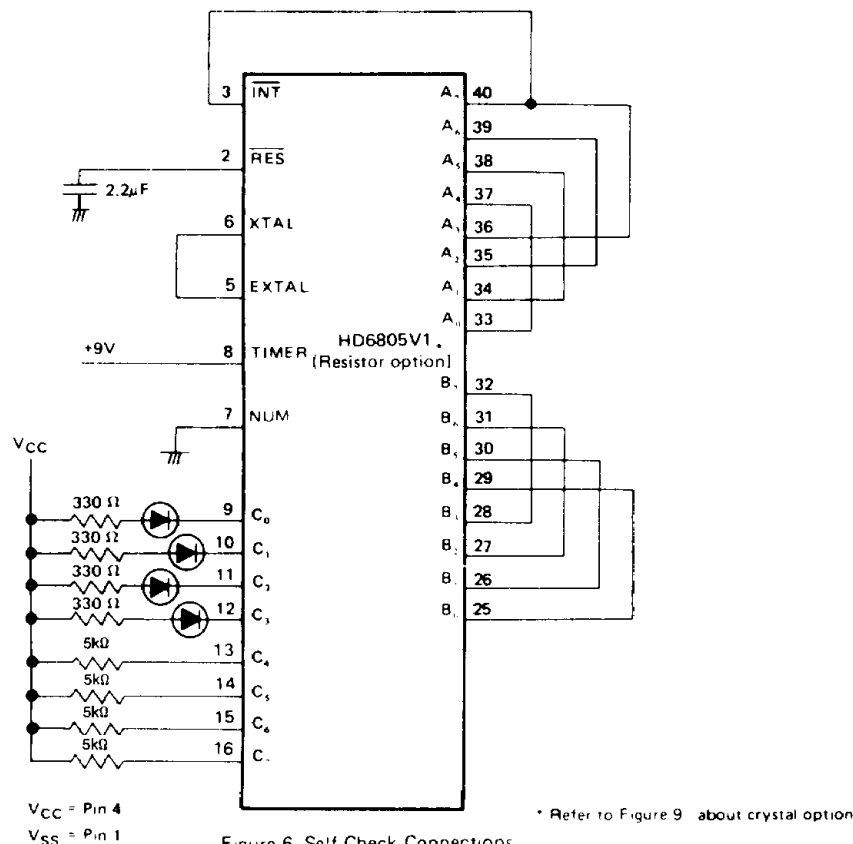 3 INT A₇ 40
A₆ 39
2 RES A₅ 38
2.2μF
A₄ 37
6 XTAL A₃ 36
A₂ 35
5 EXTAL A₁ 34
A₀ 33
HD6805V1 *
+9V 8 TIMER [Resistor option]
B₇ 32
7 NUM B₆ 31
B₅ 30
VCC
B₄ 29
330 Ω 9 C₀ B₃ 28
330 Ω 10 C₁ B₂ 27
330 Ω 11 C₂ B₁ 26
330 Ω 12 C₃ B₀ 25
5kΩ 13 C₄
5kΩ 14 C₅
5kΩ 15 C₆
5kΩ 16 C₇
VCC = Pin 4
VSS = Pin 1
* Refer to Figure 9 about crystal option
Figure 6 Self Check Connections